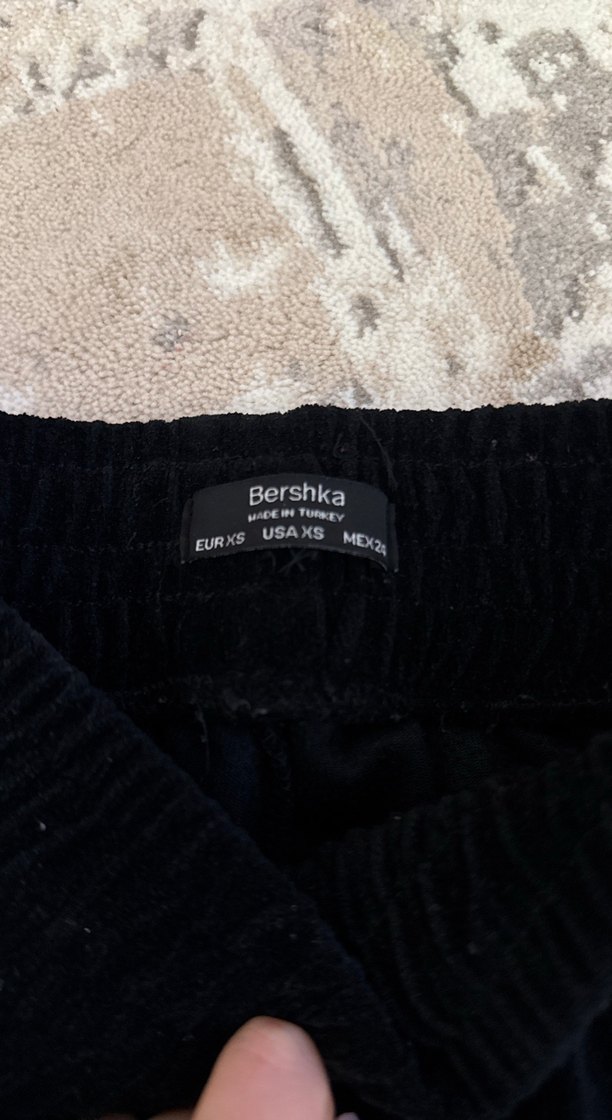 Bershka
MADE IN TURKEY
EUR XS USA XS MEX 24